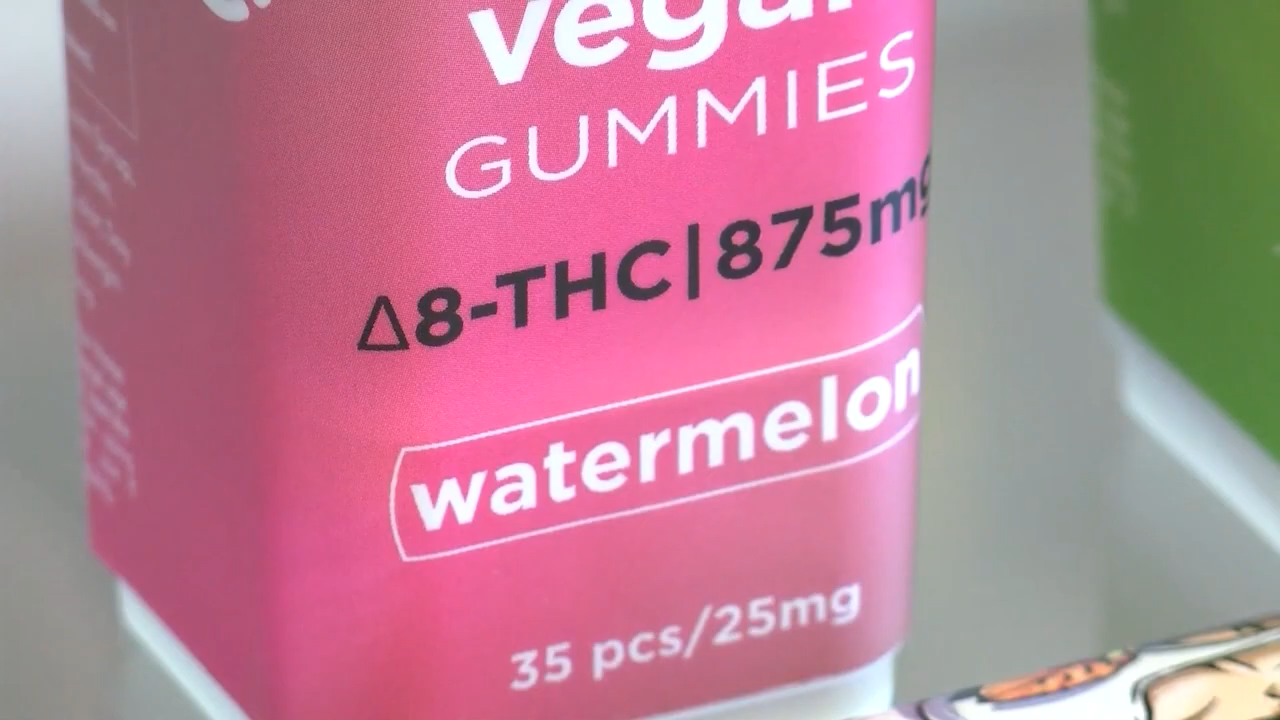 vegan
GUMMIES
Δ8-THC|875mg
watermelon
35 pcs/25mg